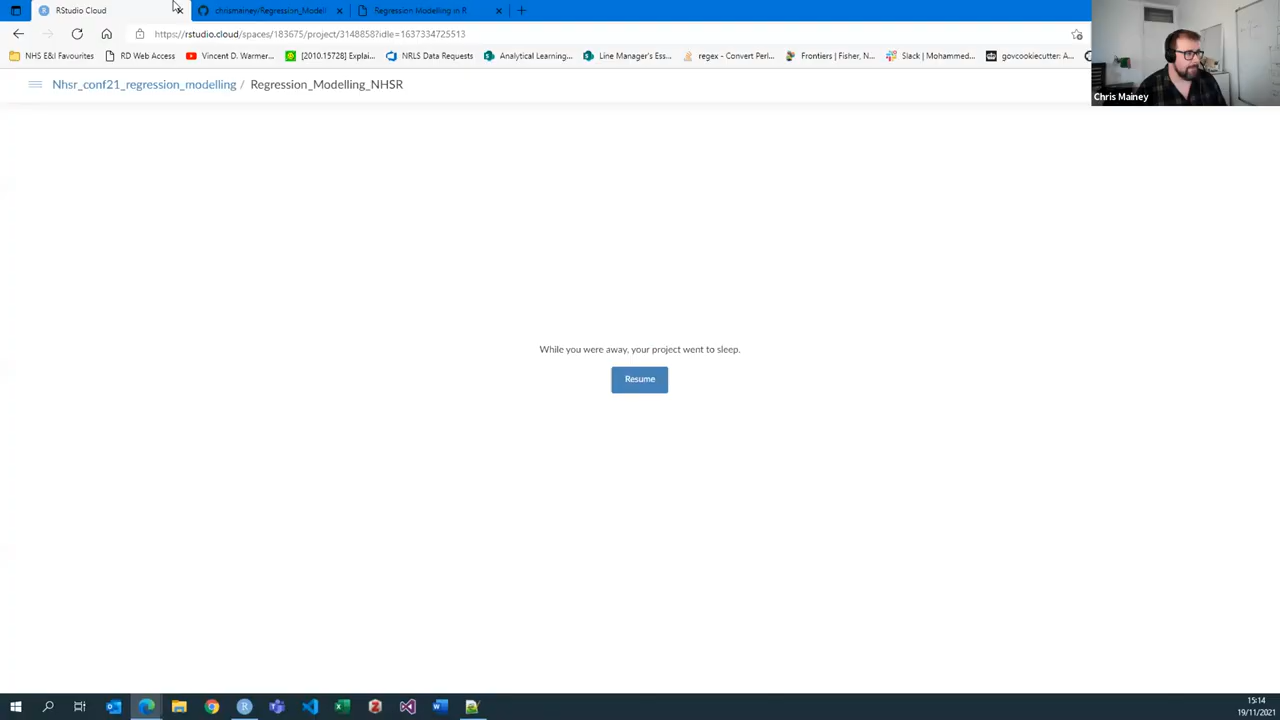 RStudio Cloud
chrismainey/Regression_Modell
Regression Modelling in R
https://rstudio.cloud/spaces/183675/project/3148858?idle=1637334725513
NHS E&I Favourites
RD Web Access
Vincent D. Warmer...
[2010.15728] Explai...
NRLS Data Requests
Analytical Learning...
Line Manager's Ess...
regex - Convert Perl...
Frontiers | Fisher, N...
Slack | Mohammed...
govcookiecutter: A...
Nhsr_conf21_regression_modelling / Regression_Modelling_NHSR
Chris Mainey
While you were away, your project went to sleep.
Resume
15:14
19/11/2021